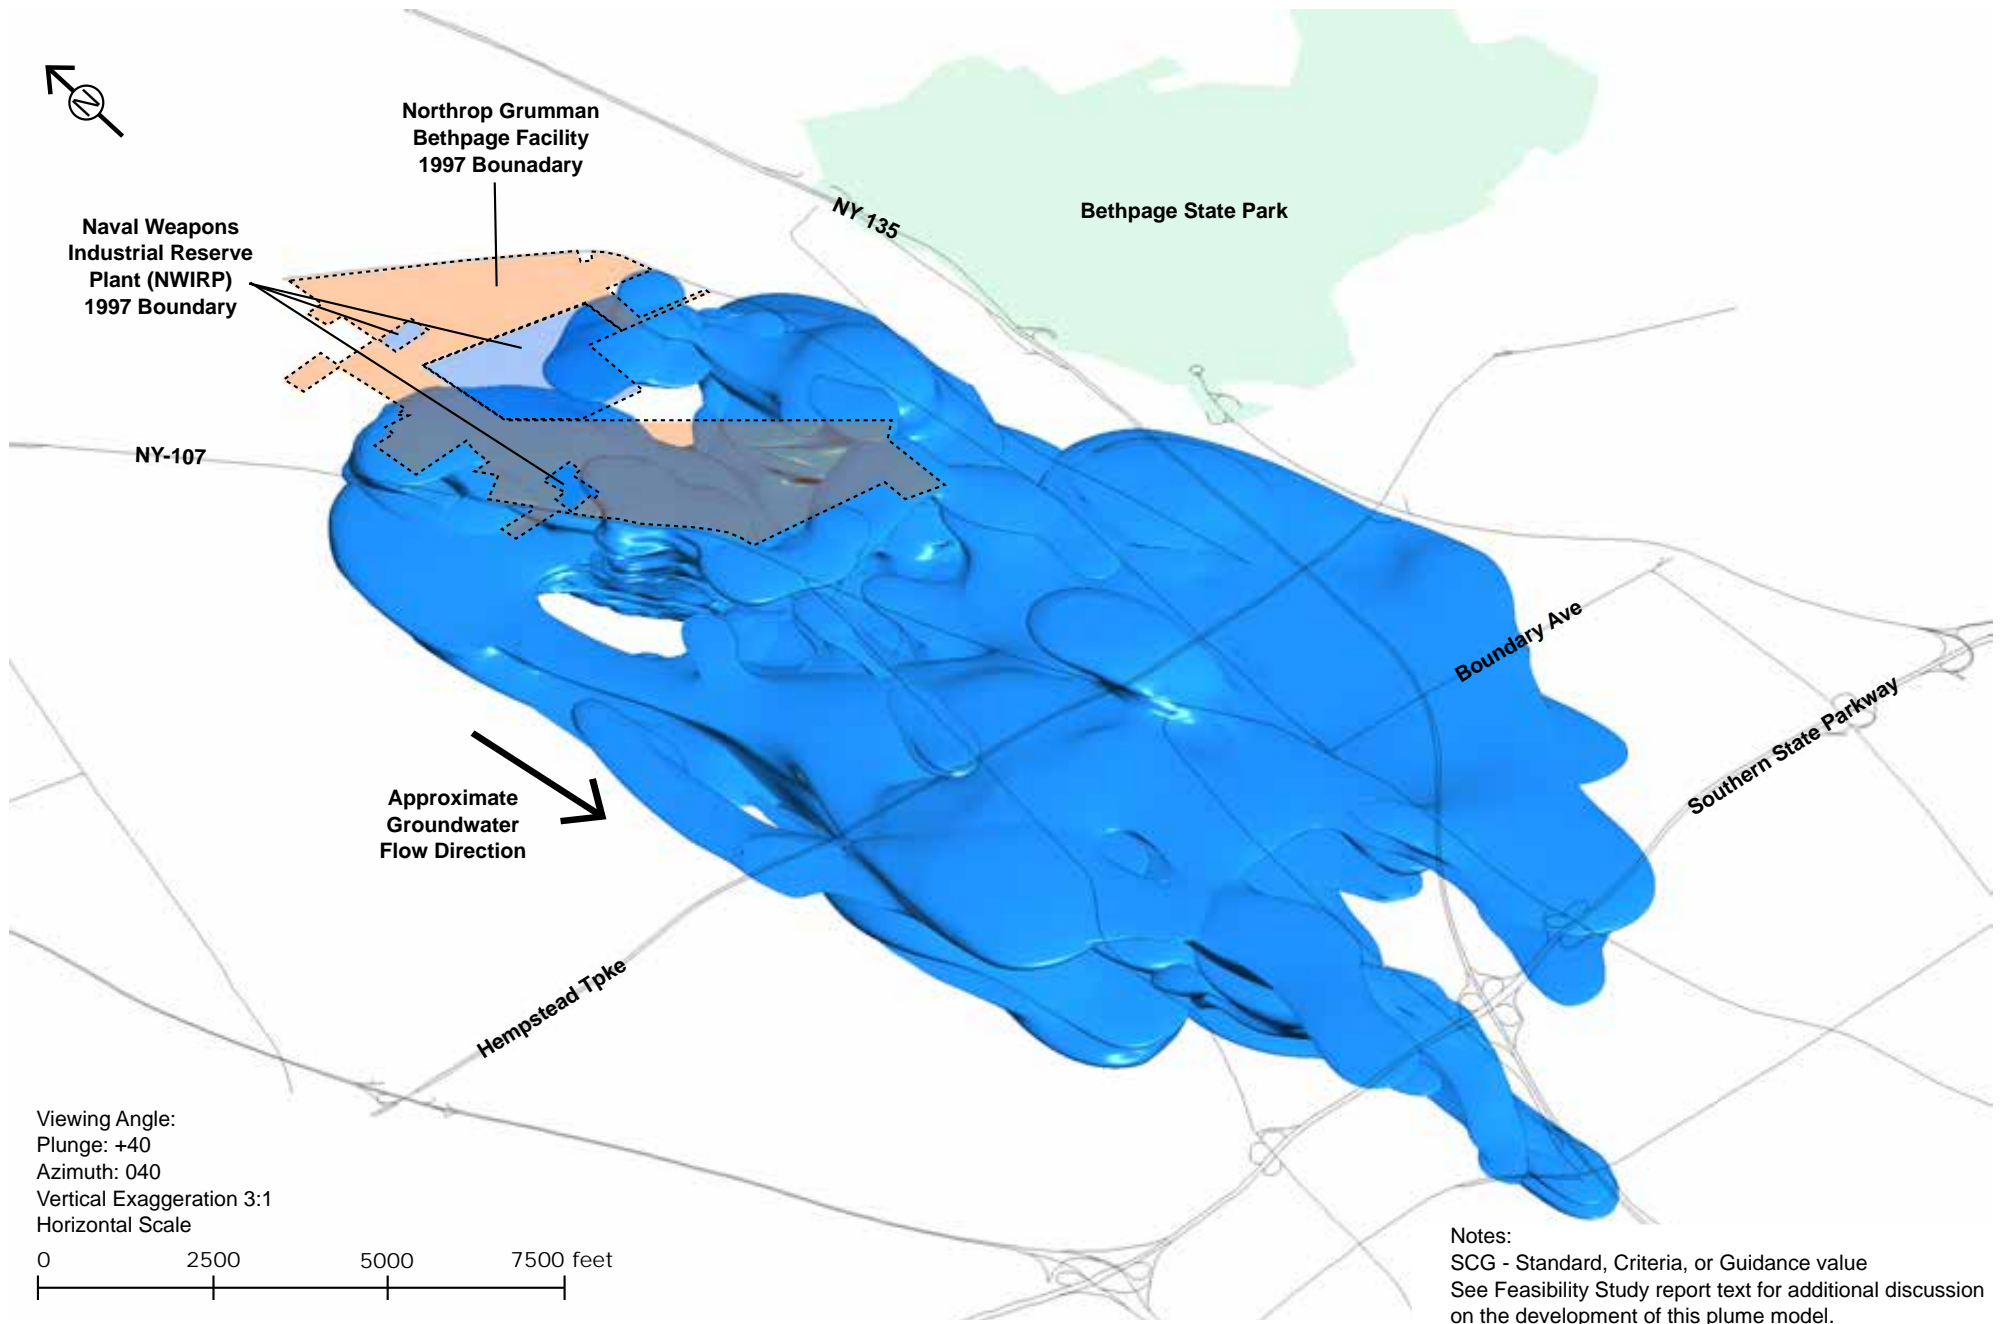 N
Northrop Grumman
Bethpage Facility
1997 Bounadary
Naval Weapons
Industrial Reserve
Plant (NWIRP)
1997 Boundary
NY 135
Bethpage State Park
NY-107
Boundary Ave
Southern State Parkway
Approximate
Groundwater
Flow Direction
Hempstead Tpke
Viewing Angle:
Plunge: +40
Azimuth: 040
Vertical Exaggeration 3:1
Horizontal Scale
0 2500 5000 7500 feet
Notes:
SCG - Standard, Criteria, or Guidance value
See Feasibility Study report text for additional discussion
on the development of this plume model.